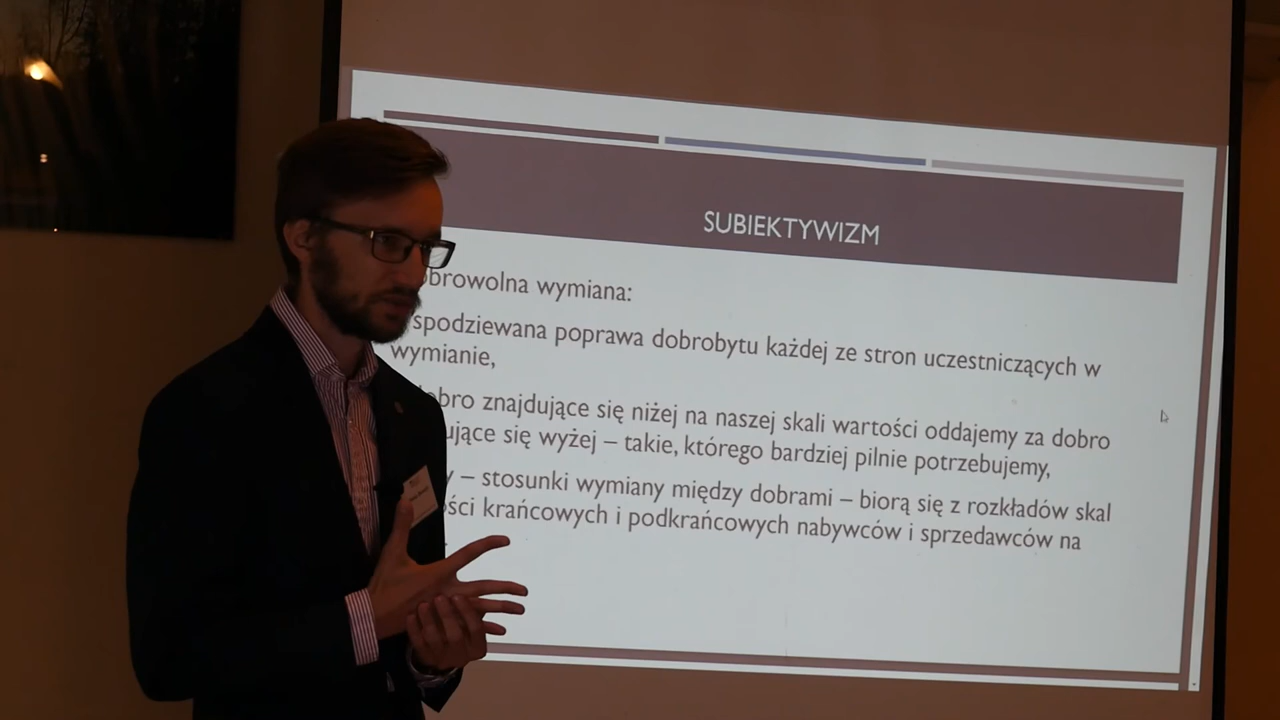 SUBIEKTYWIZM
obrowolna wymiana:
spodziewana poprawa dobrobytu każdej ze stron uczestniczących w
wymianie,
obro znajdujące się niżej na naszej skali wartości oddajemy za dobro
ujące się wyżej – takie, którego bardziej pilnie potrzebujemy,
y – stosunki wymiany między dobrami – biorą się z rozkładów skal
ści krańcowych i podkrańcowych nabywców i sprzedawców na